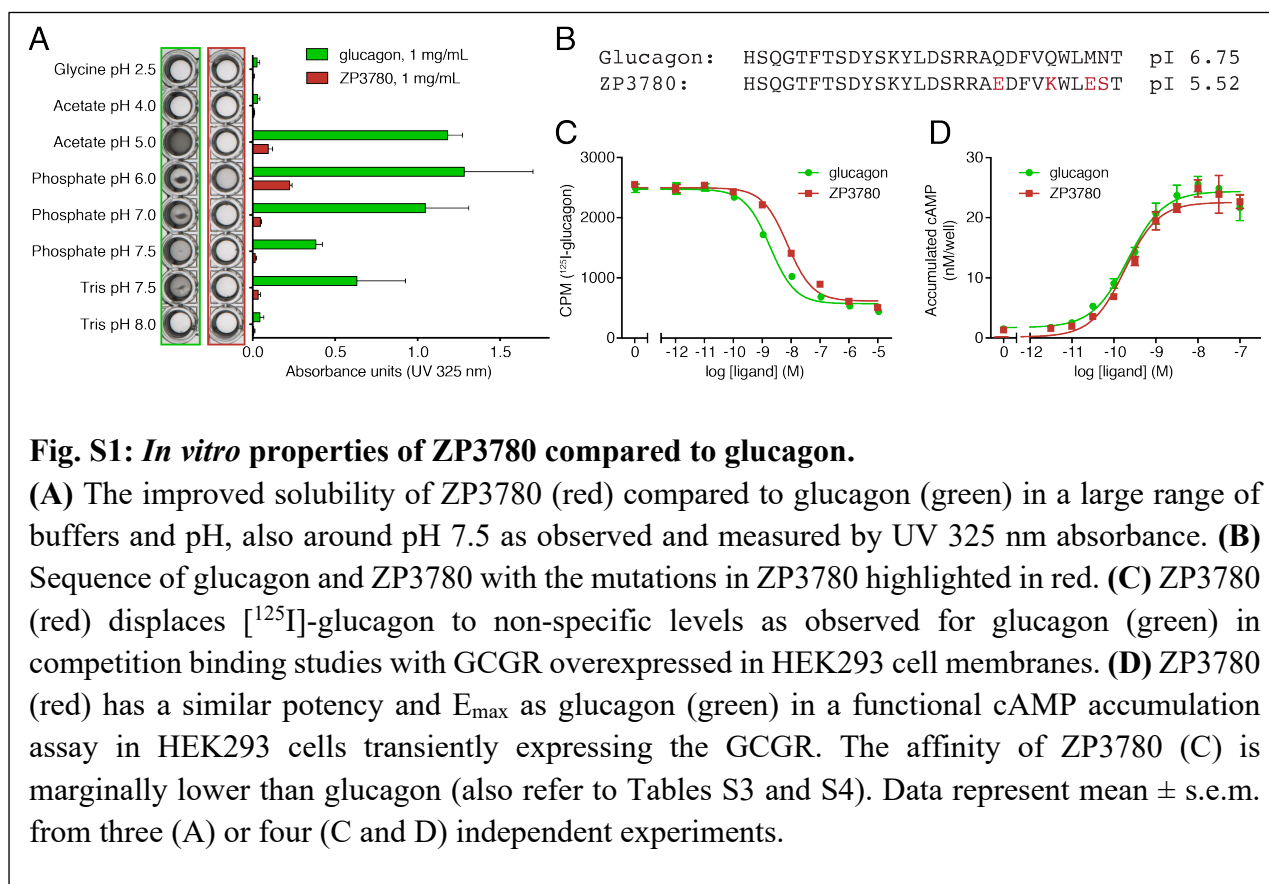 A
glucagon, 1 mg/mL
ZP3780, 1 mg/mL
Glycine pH 2.5
Acetate pH 4.0
Acetate pH 5.0
Phosphate pH 6.0
Phosphate pH 7.0
Phosphate pH 7.5
Tris pH 7.5
Tris pH 8.0
0.0 0.5 1.0 1.5
Absorbance units (UV 325 nm)
B
Glucagon: HSQGTFTSDYSKYLDSRRAQDFVQWLMNT pI 6.75
ZP3780: HSQGTFTSDYSKYLDSRRAEDFVKWLEST pI 5.52
C
3000
2000
1000
0
CPM (¹²⁵I-glucagon)
glucagon
ZP3780
0 -12 -11 -10 -9 -8 -7 -6 -5
log [ligand] (M)
D
30
20
10
0
Accumulated cAMP
(nM/well)
glucagon
ZP3780
0 -12 -11 -10 -9 -8 -7
log [ligand] (M)
Fig. S1: In vitro properties of ZP3780 compared to glucagon.
(A) The improved solubility of ZP3780 (red) compared to glucagon (green) in a large range of
buffers and pH, also around pH 7.5 as observed and measured by UV 325 nm absorbance. (B)
Sequence of glucagon and ZP3780 with the mutations in ZP3780 highlighted in red. (C) ZP3780
(red) displaces [¹²⁵I]-glucagon to non-specific levels as observed for glucagon (green) in
competition binding studies with GCGR overexpressed in HEK293 cell membranes. (D) ZP3780
(red) has a similar potency and Emax as glucagon (green) in a functional cAMP accumulation
assay in HEK293 cells transiently expressing the GCGR. The affinity of ZP3780 (C) is
marginally lower than glucagon (also refer to Tables S3 and S4). Data represent mean ± s.e.m.
from three (A) or four (C and D) independent experiments.